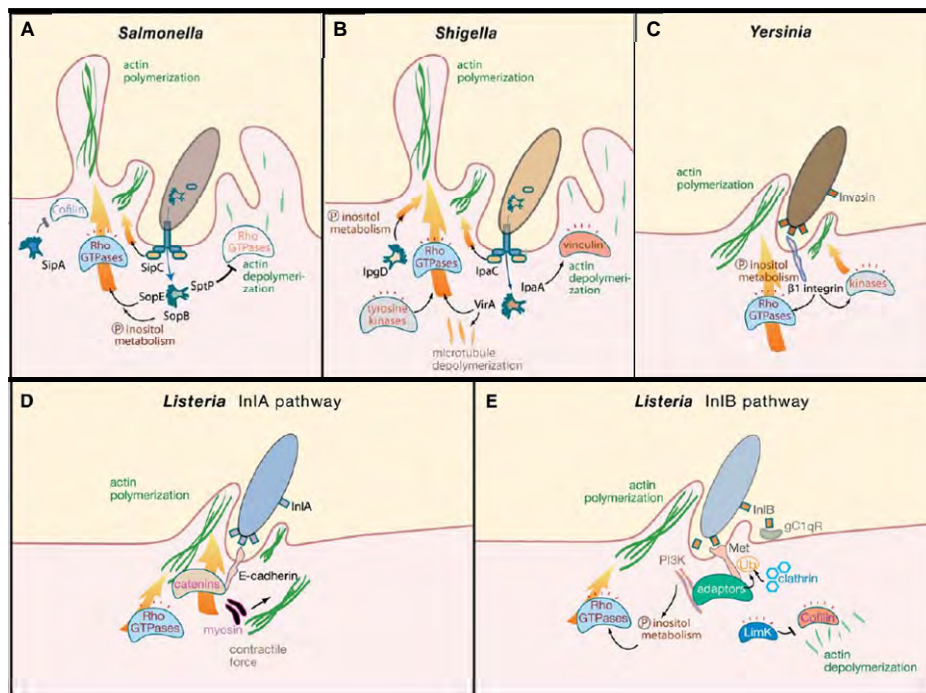 A
Salmonella
actin
polymerization
Cofilin
SipA
Rho
GTPases
SipC
Rho
GTPases
SptP
actin
depolymeri-
zation
SopE
SopB
Ⓟ inositol
metabolism
B
Shigella
actin
polymerization
Ⓟ inositol
metabolism
IpgD
Rho
GTPases
IpaC
vinculin
IpaA
actin
depolymeri-
zation
tyrosine
kinases
VirA
microtubule
depolymerization
C
Yersinia
actin
polymerization
Invasin
Ⓟ inositol
metabolism
β1 integrin
kinases
Rho
GTPases
D
Listeria InlA pathway
actin
polymerization
InlA
E-cadherin
catenins
Rho
GTPases
myosin
contractile
force
E
Listeria InlB pathway
actin
polymerization
InlB
gC1qR
Met
PI3K
Ub
clathrin
adaptors
Rho
GTPases
Ⓟ inositol
metabolism
LimK
Cofilin
actin
depolymerization